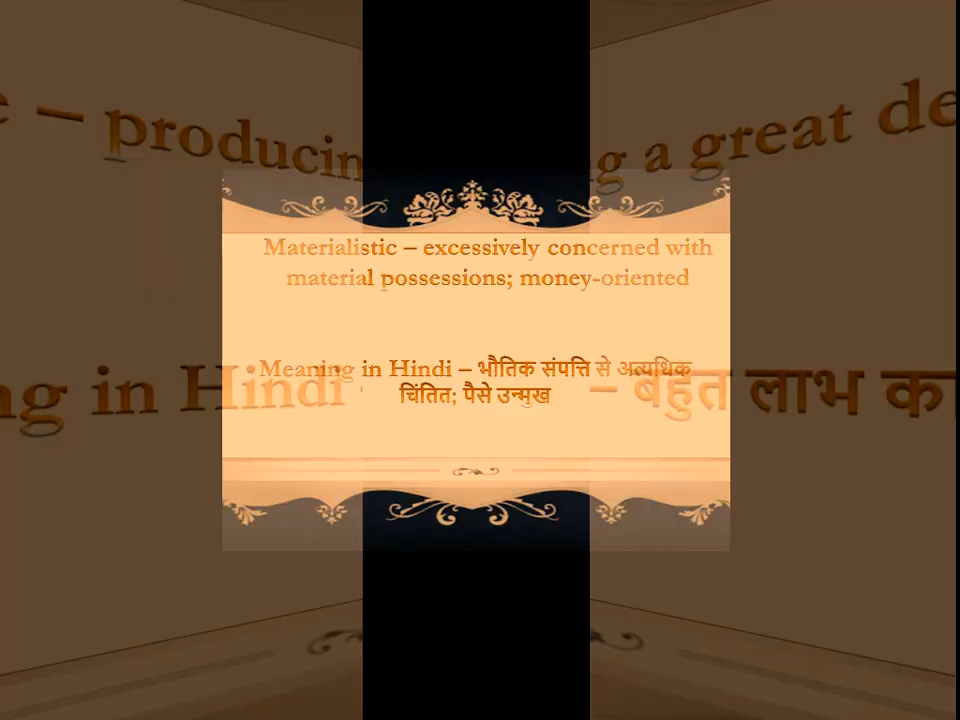 – producin
g a great de
Materialistic – excessively concerned with
material possessions; money-oriented
Meaning in Hindi – भौतिक संपत्ति से अत्यधिक
चिंतित; पैसे उन्मुख
ng in Hindi
– बहुत लाभ क